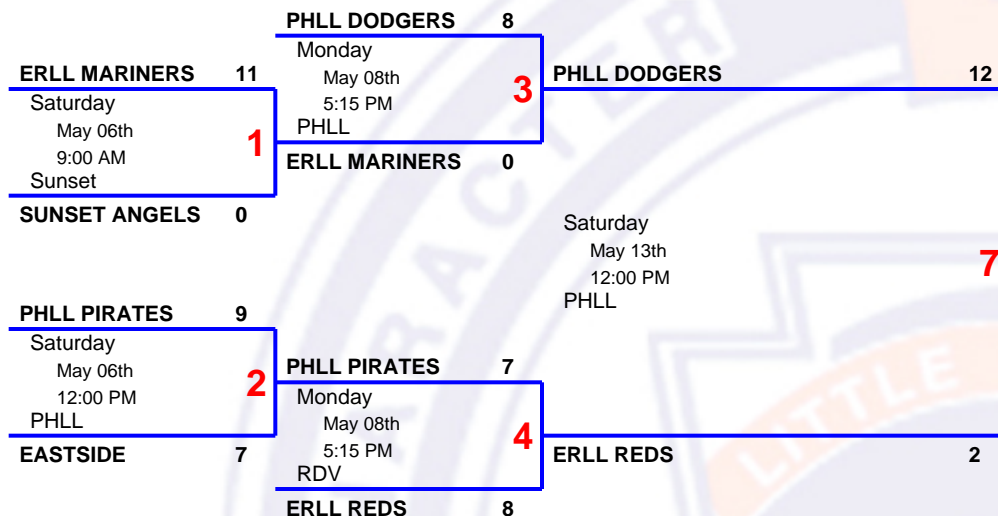 PHLL DODGERS 8
Monday
May 08th
5:15 PM
PHLL
3
ERLL MARINERS 0
ERLL MARINERS 11
Saturday
May 06th
9:00 AM
Sunset
1
SUNSET ANGELS 0
PHLL DODGERS 12
Saturday
May 13th
12:00 PM
PHLL
7
PHLL PIRATES 9
Saturday
May 06th
12:00 PM
PHLL
2
EASTSIDE 7
PHLL PIRATES 7
Monday
May 08th
5:15 PM
RDV
4
ERLL REDS 8
ERLL REDS 2
ARACTER
LITTLE